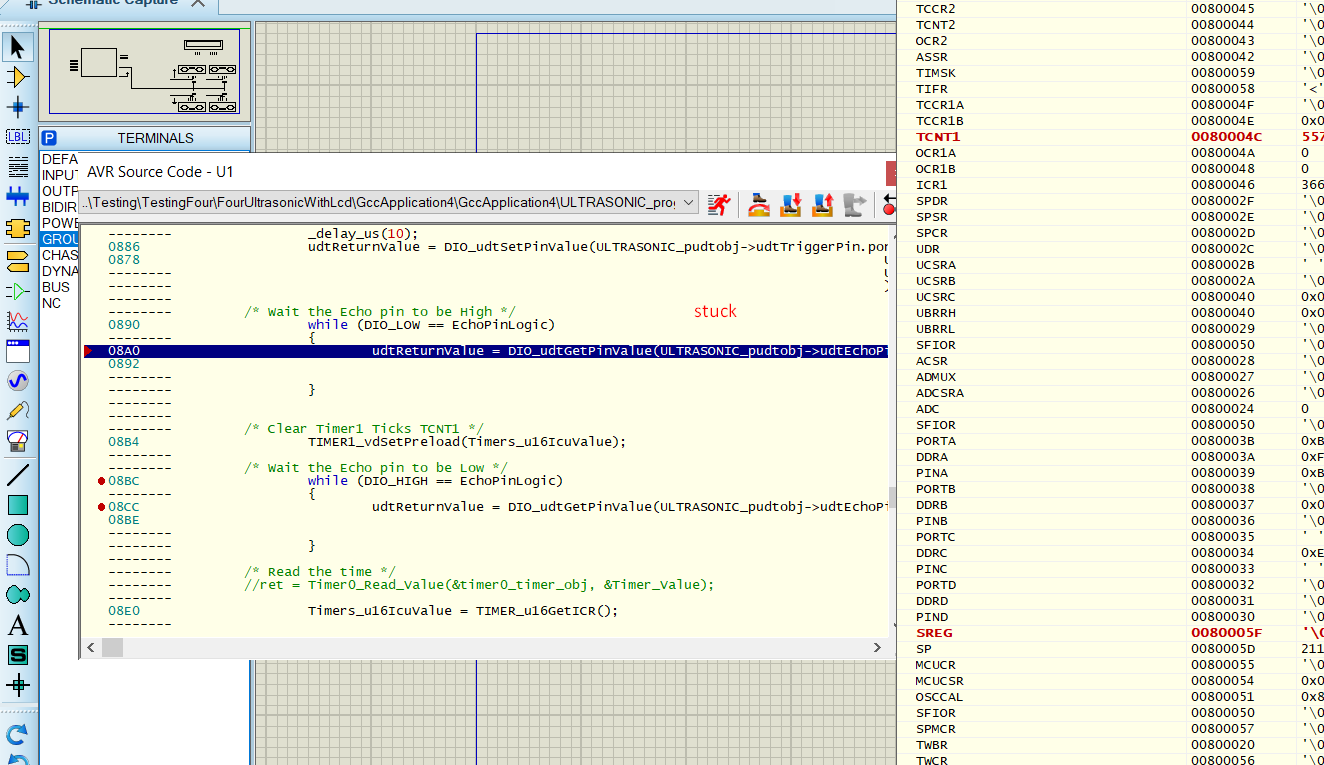 Schematic Capture
P TERMINALS
DEFA
INPUT
OUTP
BIDIR
POWE
GROU
CHAS
DYNA
BUS
NC
LBL
A
S
AVR Source Code - U1
..\Testing\TestingFour\FourUltrasonicWithLcd\GccApplication4\GccApplication4\ULTRASONIC_prog
-------- _delay_us(10);
0886 udtReturnValue = DIO_udtSetPinValue(ULTRASONIC_pudtobj->udtTriggerPin.por
0878
--------
--------
--------
-------- /* Wait the Echo pin to be High */
stuck
0890 while (DIO_LOW == EchoPinLogic)
-------- {
08A0 udtReturnValue = DIO_udtGetPinValue(ULTRASONIC_pudtobj->udtEchoPi
0892
--------
-------- }
--------
--------
-------- /* Clear Timer1 Ticks TCNT1 */
08B4 TIMER1_vdSetPreload(Timers_u16IcuValue);
--------
-------- /* Wait the Echo pin to be Low */
08BC while (DIO_HIGH == EchoPinLogic)
-------- {
08CC udtReturnValue = DIO_udtGetPinValue(ULTRASONIC_pudtobj->udtEchoPi
08BE
--------
-------- }
--------
-------- /* Read the time */
-------- //ret = Timer0_Read_Value(&timer0_timer_obj, &Timer_Value);
--------
08E0 Timers_u16IcuValue = TIMER_u16GetICR();
--------
TCCR2 00800045 '\0
TCNT2 00800044 '\0
OCR2 00800043 '\0
ASSR 00800042 '\0
TIMSK 00800059 '\0
TIFR 00800058 '<'
TCCR1A 0080004F '\0
TCCR1B 0080004E 0x0
TCNT1 0080004C 557
OCR1A 0080004A 0
OCR1B 00800048 0
ICR1 00800046 366
SPDR 0080002F '\0
SPSR 0080002E '\0
SPCR 0080002D '\0
UDR 0080002C '\0
UCSRA 0080002B ' '
UCSRB 0080002A '\0
UCSRC 00800040 0x0
UBRRH 00800040 0x0
UBRRL 00800029 '\0
SFIOR 00800050 '\0
ACSR 00800028 '\0
ADMUX 00800027 '\0
ADCSRA 00800026 '\0
ADC 00800024 0
SFIOR 00800050 '\0
PORTA 0080003B 0xB
DDRA 0080003A 0xF
PINA 00800039 0xB
PORTB 00800038 '\0
DDRB 00800037 0x0
PINB 00800036 '\0
PORTC 00800035 ' '
DDRC 00800034 0xE
PINC 00800033 ' '
PORTD 00800032 '\0
DDRD 00800031 '\0
PIND 00800030 '\0
SREG 0080005F '\0
SP 0080005D 211
MCUCR 00800055 '\0
MCUCSR 00800054 0x0
OSCCAL 00800051 0x8
SFIOR 00800050 '\0
SPMCR 00800057 '\0
TWBR 00800020 '\0
TWCR 00800056 '\0